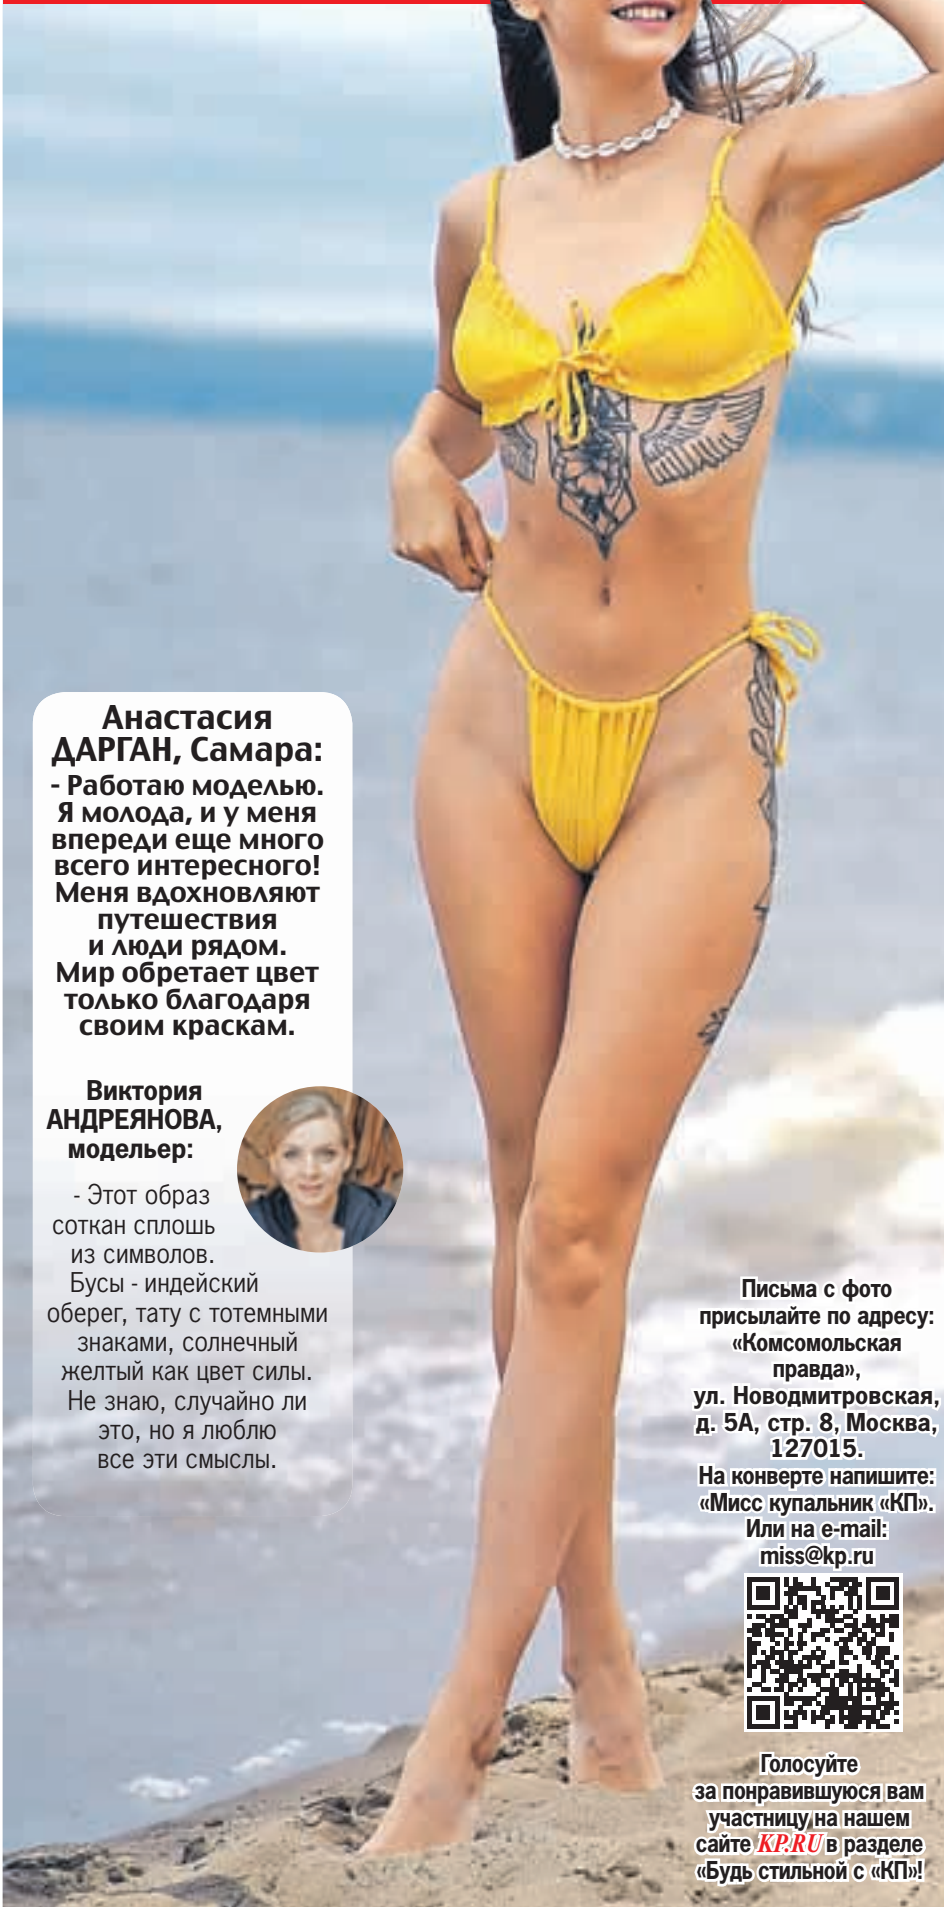 Анастасия
ДАРГАН, Самара:
- Работаю моделью.
Я молода, и у меня
впереди еще много
всего интересного!
Меня вдохновляют
путешествия
и люди рядом.
Мир обретает цвет
только благодаря
своим краскам.
Виктория
АНДРЕЯНОВА,
модельер:
- Этот образ
соткан сплошь
из символов.
Бусы - индейский
оберег, тату с тотемными
знаками, солнечный
желтый как цвет силы.
Не знаю, случайно ли
это, но я люблю
все эти смыслы.
Письма с фото
присылайте по адресу:
«Комсомольская
правда»,
ул. Новодмитровская,
д. 5А, стр. 8, Москва,
127015.
На конверте напишите:
«Мисс купальник «КП».
Или на e-mail:
miss@kp.ru
Голосуйте
за понравившуюся вам
участницу на нашем
сайте KP.RU в разделе
«Будь стильной с «КП»!